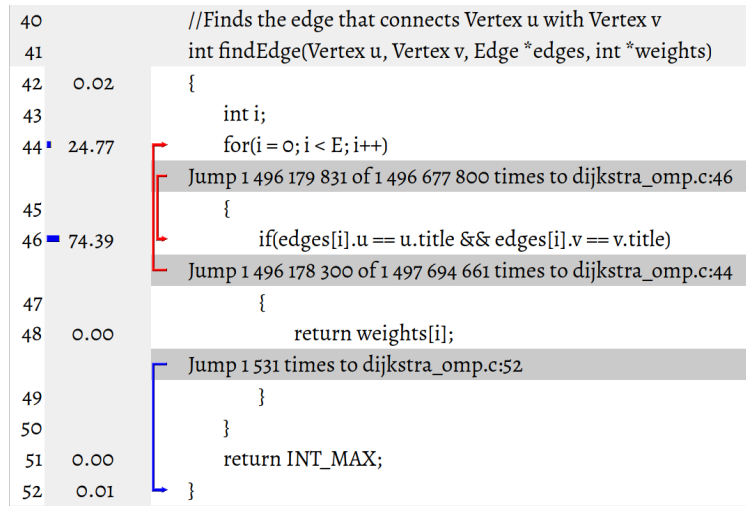 40 //Finds the edge that connects Vertex u with Vertex v
41 int findEdge(Vertex u, Vertex v, Edge *edges, int *weights)
42 0.02 {
43 int i;
44 24.77 for(i = 0; i < E; i++)
Jump 1 496 179 831 of 1 496 677 800 times to dijkstra_omp.c:46
45 {
46 74.39 if(edges[i].u == u.title && edges[i].v == v.title)
Jump 1 496 178 300 of 1 497 694 661 times to dijkstra_omp.c:44
47 {
48 0.00 return weights[i];
Jump 1 531 times to dijkstra_omp.c:52
49 }
50 }
51 0.00 return INT_MAX;
52 0.01 }